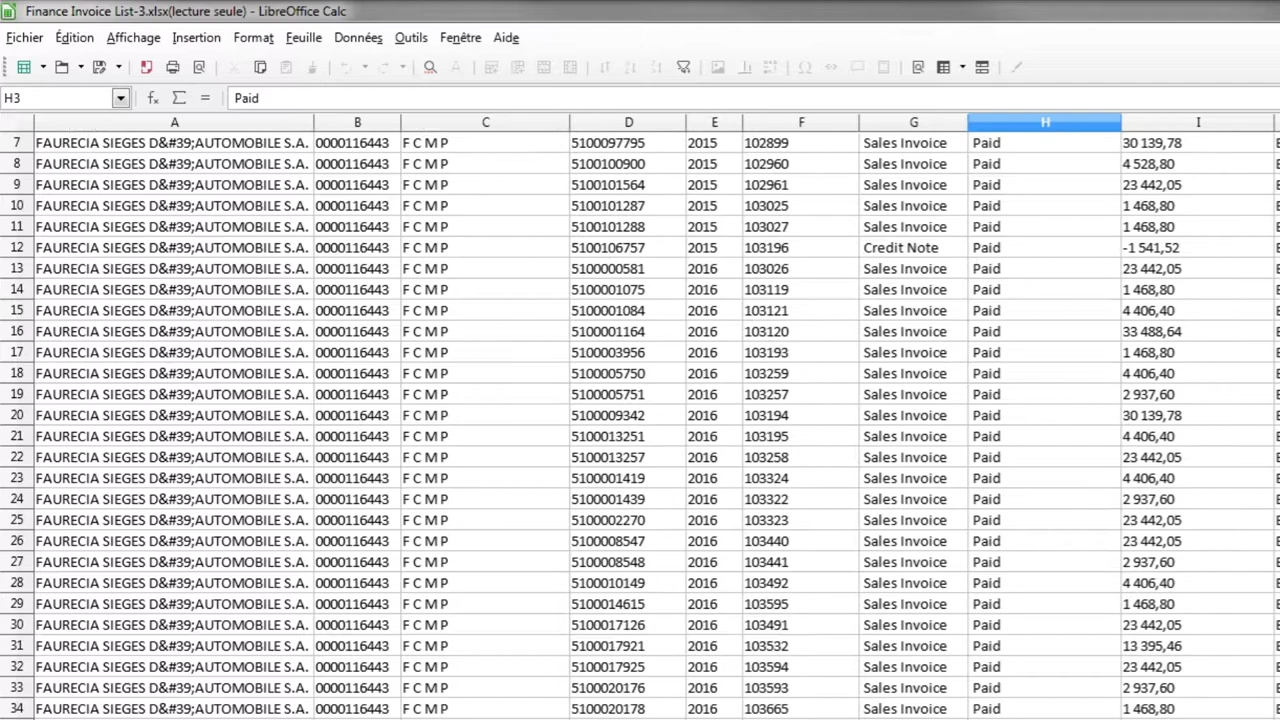 Finance Invoice List-3.xlsx(lecture seule) - LibreOffice Calc
Fichier Édition Affichage Insertion Format Feuille Données Outils Fenêtre Aide
H3 Paid
A B C D E F G H I
7 FAURECIA SIEGES D&#39;AUTOMOBILE S.A. 0000116443 F C M P 5100097795 2015 102899 Sales Invoice Paid 30 139,78
8 FAURECIA SIEGES D&#39;AUTOMOBILE S.A. 0000116443 F C M P 5100100900 2015 102960 Sales Invoice Paid 4 528,80
9 FAURECIA SIEGES D&#39;AUTOMOBILE S.A. 0000116443 F C M P 5100101564 2015 102961 Sales Invoice Paid 23 442,05
10 FAURECIA SIEGES D&#39;AUTOMOBILE S.A. 0000116443 F C M P 5100101287 2015 103025 Sales Invoice Paid 1 468,80
11 FAURECIA SIEGES D&#39;AUTOMOBILE S.A. 0000116443 F C M P 5100101288 2015 103027 Sales Invoice Paid 1 468,80
12 FAURECIA SIEGES D&#39;AUTOMOBILE S.A. 0000116443 F C M P 5100106757 2015 103196 Credit Note Paid -1 541,52
13 FAURECIA SIEGES D&#39;AUTOMOBILE S.A. 0000116443 F C M P 5100000581 2016 103026 Sales Invoice Paid 23 442,05
14 FAURECIA SIEGES D&#39;AUTOMOBILE S.A. 0000116443 F C M P 5100001075 2016 103119 Sales Invoice Paid 1 468,80
15 FAURECIA SIEGES D&#39;AUTOMOBILE S.A. 0000116443 F C M P 5100001084 2016 103121 Sales Invoice Paid 4 406,40
16 FAURECIA SIEGES D&#39;AUTOMOBILE S.A. 0000116443 F C M P 5100001164 2016 103120 Sales Invoice Paid 33 488,64
17 FAURECIA SIEGES D&#39;AUTOMOBILE S.A. 0000116443 F C M P 5100003956 2016 103193 Sales Invoice Paid 1 468,80
18 FAURECIA SIEGES D&#39;AUTOMOBILE S.A. 0000116443 F C M P 5100005750 2016 103259 Sales Invoice Paid 4 406,40
19 FAURECIA SIEGES D&#39;AUTOMOBILE S.A. 0000116443 F C M P 5100005751 2016 103257 Sales Invoice Paid 2 937,60
20 FAURECIA SIEGES D&#39;AUTOMOBILE S.A. 0000116443 F C M P 5100009342 2016 103194 Sales Invoice Paid 30 139,78
21 FAURECIA SIEGES D&#39;AUTOMOBILE S.A. 0000116443 F C M P 5100013251 2016 103195 Sales Invoice Paid 4 406,40
22 FAURECIA SIEGES D&#39;AUTOMOBILE S.A. 0000116443 F C M P 5100013257 2016 103258 Sales Invoice Paid 23 442,05
23 FAURECIA SIEGES D&#39;AUTOMOBILE S.A. 0000116443 F C M P 5100001419 2016 103324 Sales Invoice Paid 4 406,40
24 FAURECIA SIEGES D&#39;AUTOMOBILE S.A. 0000116443 F C M P 5100001439 2016 103322 Sales Invoice Paid 2 937,60
25 FAURECIA SIEGES D&#39;AUTOMOBILE S.A. 0000116443 F C M P 5100002270 2016 103323 Sales Invoice Paid 23 442,05
26 FAURECIA SIEGES D&#39;AUTOMOBILE S.A. 0000116443 F C M P 5100008547 2016 103440 Sales Invoice Paid 23 442,05
27 FAURECIA SIEGES D&#39;AUTOMOBILE S.A. 0000116443 F C M P 5100008548 2016 103441 Sales Invoice Paid 2 937,60
28 FAURECIA SIEGES D&#39;AUTOMOBILE S.A. 0000116443 F C M P 5100010149 2016 103492 Sales Invoice Paid 4 406,40
29 FAURECIA SIEGES D&#39;AUTOMOBILE S.A. 0000116443 F C M P 5100014615 2016 103595 Sales Invoice Paid 1 468,80
30 FAURECIA SIEGES D&#39;AUTOMOBILE S.A. 0000116443 F C M P 5100017126 2016 103491 Sales Invoice Paid 23 442,05
31 FAURECIA SIEGES D&#39;AUTOMOBILE S.A. 0000116443 F C M P 5100017921 2016 103532 Sales Invoice Paid 13 395,46
32 FAURECIA SIEGES D&#39;AUTOMOBILE S.A. 0000116443 F C M P 5100017925 2016 103594 Sales Invoice Paid 23 442,05
33 FAURECIA SIEGES D&#39;AUTOMOBILE S.A. 0000116443 F C M P 5100020176 2016 103593 Sales Invoice Paid 2 937,60
34 FAURECIA SIEGES D&#39;AUTOMOBILE S.A. 0000116443 F C M P 5100020178 2016 103665 Sales Invoice Paid 1 468,80